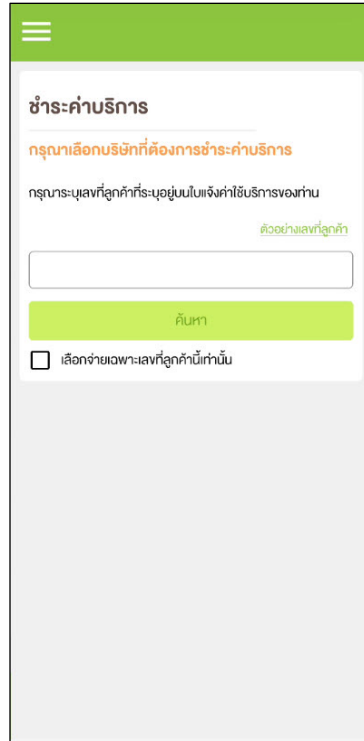 ชำระค่าบริการ
กรุณาเลือกบริษัทที่ต้องการชำระค่าบริการ
กรุณาระบุเลขที่ลูกค้าที่ระบุอยู่บนใบแจ้งค่าใช้บริการของท่าน
ตัวอย่างเลขที่ลูกค้า
ค้นหา
เลือกจ่ายเฉพาะเลขที่ลูกค้านี้เท่านั้น